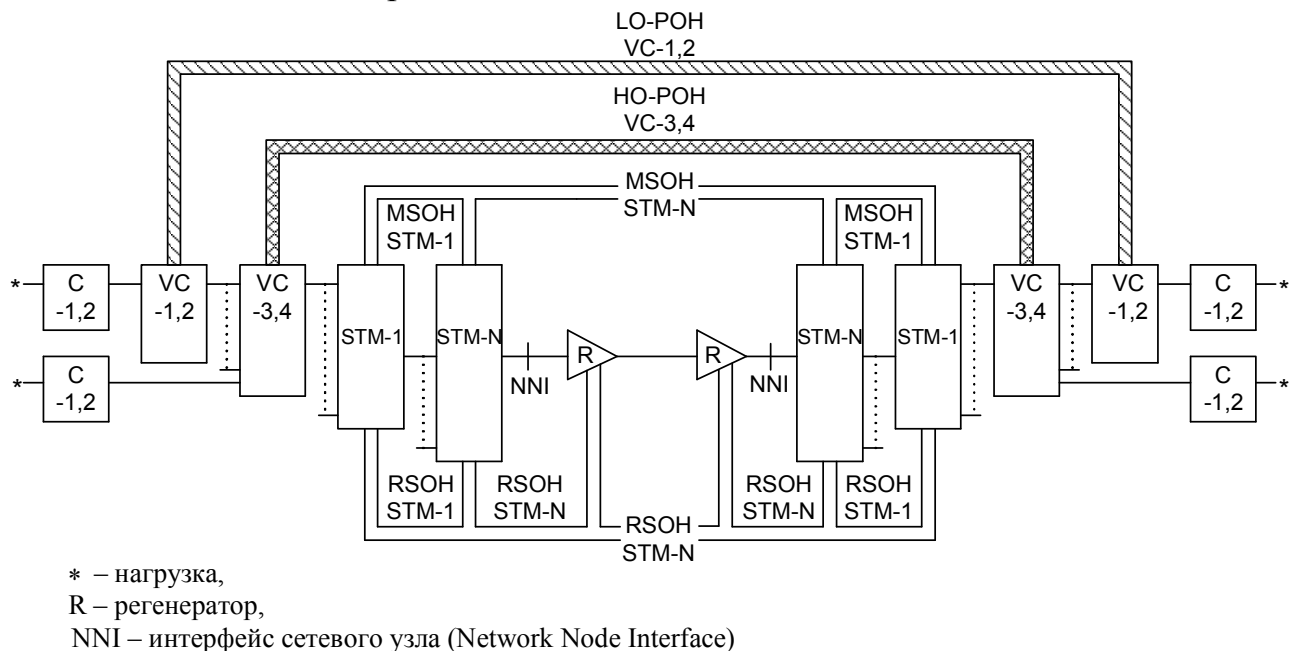 LO-POH
VC-1,2
HO-POH
VC-3,4
MSOH
STM-N
MSOH
STM-1
MSOH
STM-1
* C
-1,2
VC
-1,2
VC
-3,4
STM-1
STM-N
R
R
STM-N
STM-1
VC
-3,4
VC
-1,2
C
-1,2 *
NNI
NNI
* C
-1,2
C
-1,2 *
RSOH
STM-1
RSOH
STM-N
RSOH
STM-N
RSOH
STM-N
RSOH
STM-1
* – нагрузка,
R – регенератор,
NNI – интерфейс сетевого узла (Network Node Interface)